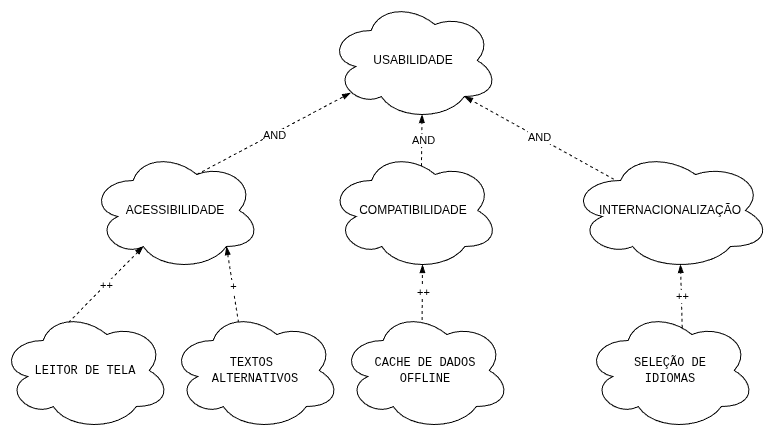 USABILIDADE
AND
AND
AND
ACESSIBILIDADE
COMPATIBILIDADE
INTERNACIONALIZAÇÃO
++
+
++
++
LEITOR DE TELA
TEXTOS
ALTERNATIVOS
CACHE DE DADOS
OFFLINE
SELEÇÃO DE
IDIOMAS